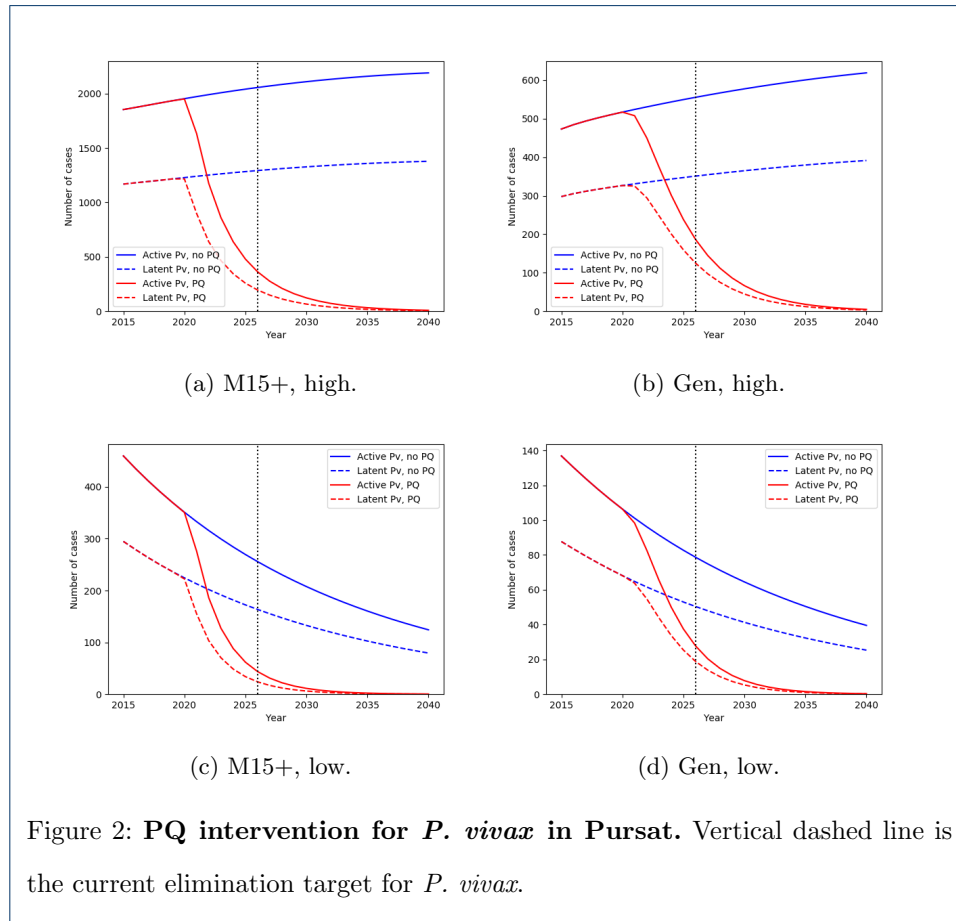 2000
1500
1000
500
0
Number of cases
Active Pv, no PQ
Latent Pv, no PQ
Active Pv, PQ
Latent Pv, PQ
2015 2020 2025 2030 2035 2040
Year
(a) M15+, high.
600
500
400
300
200
100
0
Number of cases
Active Pv, no PQ
Latent Pv, no PQ
Active Pv, PQ
Latent Pv, PQ
2015 2020 2025 2030 2035 2040
Year
(b) Gen, high.
400
300
200
100
0
Number of cases
Active Pv, no PQ
Latent Pv, no PQ
Active Pv, PQ
Latent Pv, PQ
2015 2020 2025 2030 2035 2040
Year
(c) M15+, low.
140
120
100
80
60
40
20
0
Number of cases
Active Pv, no PQ
Latent Pv, no PQ
Active Pv, PQ
Latent Pv, PQ
2015 2020 2025 2030 2035 2040
Year
(d) Gen, low.
Figure 2: PQ intervention for P. vivax in Pursat. Vertical dashed line is
the current elimination target for P. vivax.